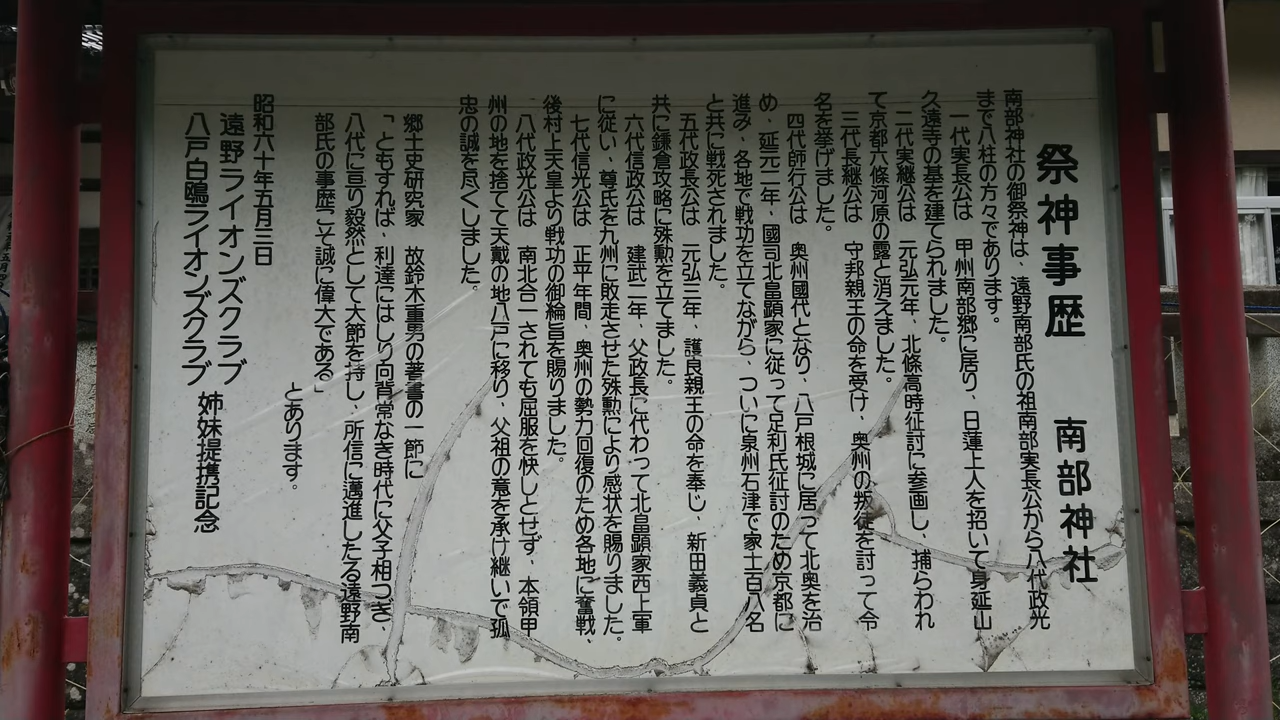 祭神事歴　南部神社
南部神社の御祭神は、遠野南部氏の祖南部実長公から八代政光
まで八柱の方々であります。
一代実長公は　甲州南部郷に居り、日蓮上人を招いて身延山
久遠寺の基を建てられました。
二代実継公は　元弘元年、北條高時征討に参画し、捕らわれ
て京都六條河原の露と消えました。
三代長継公は　守邦親王の命を受け、奥州の叛徒を討って令
名を挙げました。
四代師行公は　奥州國代となり、八戸根城に居って北奥を治
め、延元二年、國司北畠顕家に従って足利氏征討のため京都に
進み、各地で戦功を立てながら、ついに泉州石津で家士百八名
と共に戦死されました。
五代政長公は　元弘三年、護良親王の命を奉じ、新田義貞と
共に鎌倉攻略に殊勲を立てました。
六代信政公は　建武二年、父政長に代わって北畠顕家西上軍
に従い、尊氏を九州に敗走させた殊勲により感状を賜りました。
七代信光公は　正平年間、奥州の勢力回復のため各地に奮戦、
後村上天皇より戦功の御綸旨を賜りました。
八代政光公は　南北合一されても屈服を快しとせず、本領甲
州の地を捨てて天戴の地八戸に移り、父祖の意を承け継いで孤
忠の誠を尽くしました。
郷土史研究家　故鈴木重男の著書の一節に
「ともすれば、利達にはしり向背常なき時代に父子相つぎ、
八代に亘り毅然として大節を持し、所信に邁進したる遠野南
部氏の事歴こそ誠に偉大である」
とあります。
昭和六十年五月三日
遠野ライオンズクラブ
八戸白鴎ライオンズクラブ
姉妹提携記念